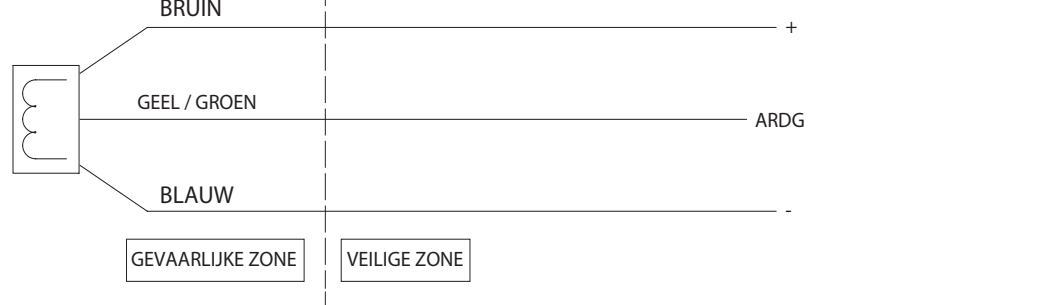 BRUIN
+
GEEL / GROEN
ARDG
BLAUW
-
GEVAARLIJKE ZONE
VEILIGE ZONE